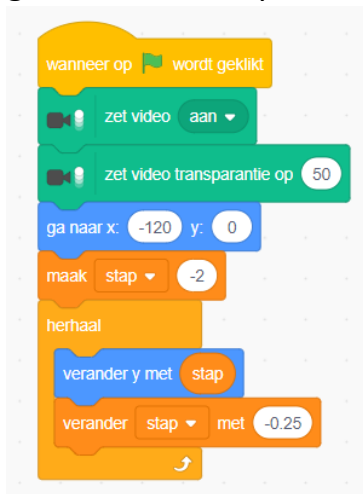 wanneer op wordt geklikt
zet video aan
zet video transparantie op 50
ga naar x: -120 y: 0
maak stap -2
herhaal
verander y met stap
verander stap met -0.25